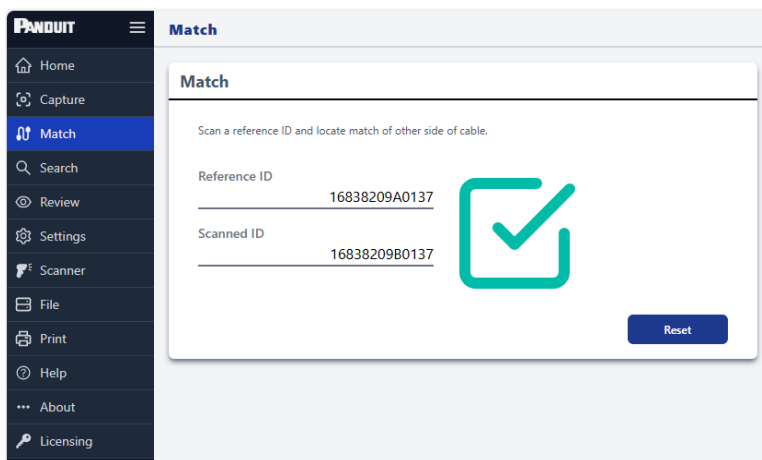 PANDUIT
Home
Capture
Match
Search
Review
Settings
Scanner
File
Print
Help
About
Licensing
Match
Match
Scan a reference ID and locate match of other side of cable.
Reference ID
16838209A0137
Scanned ID
16838209B0137
Reset